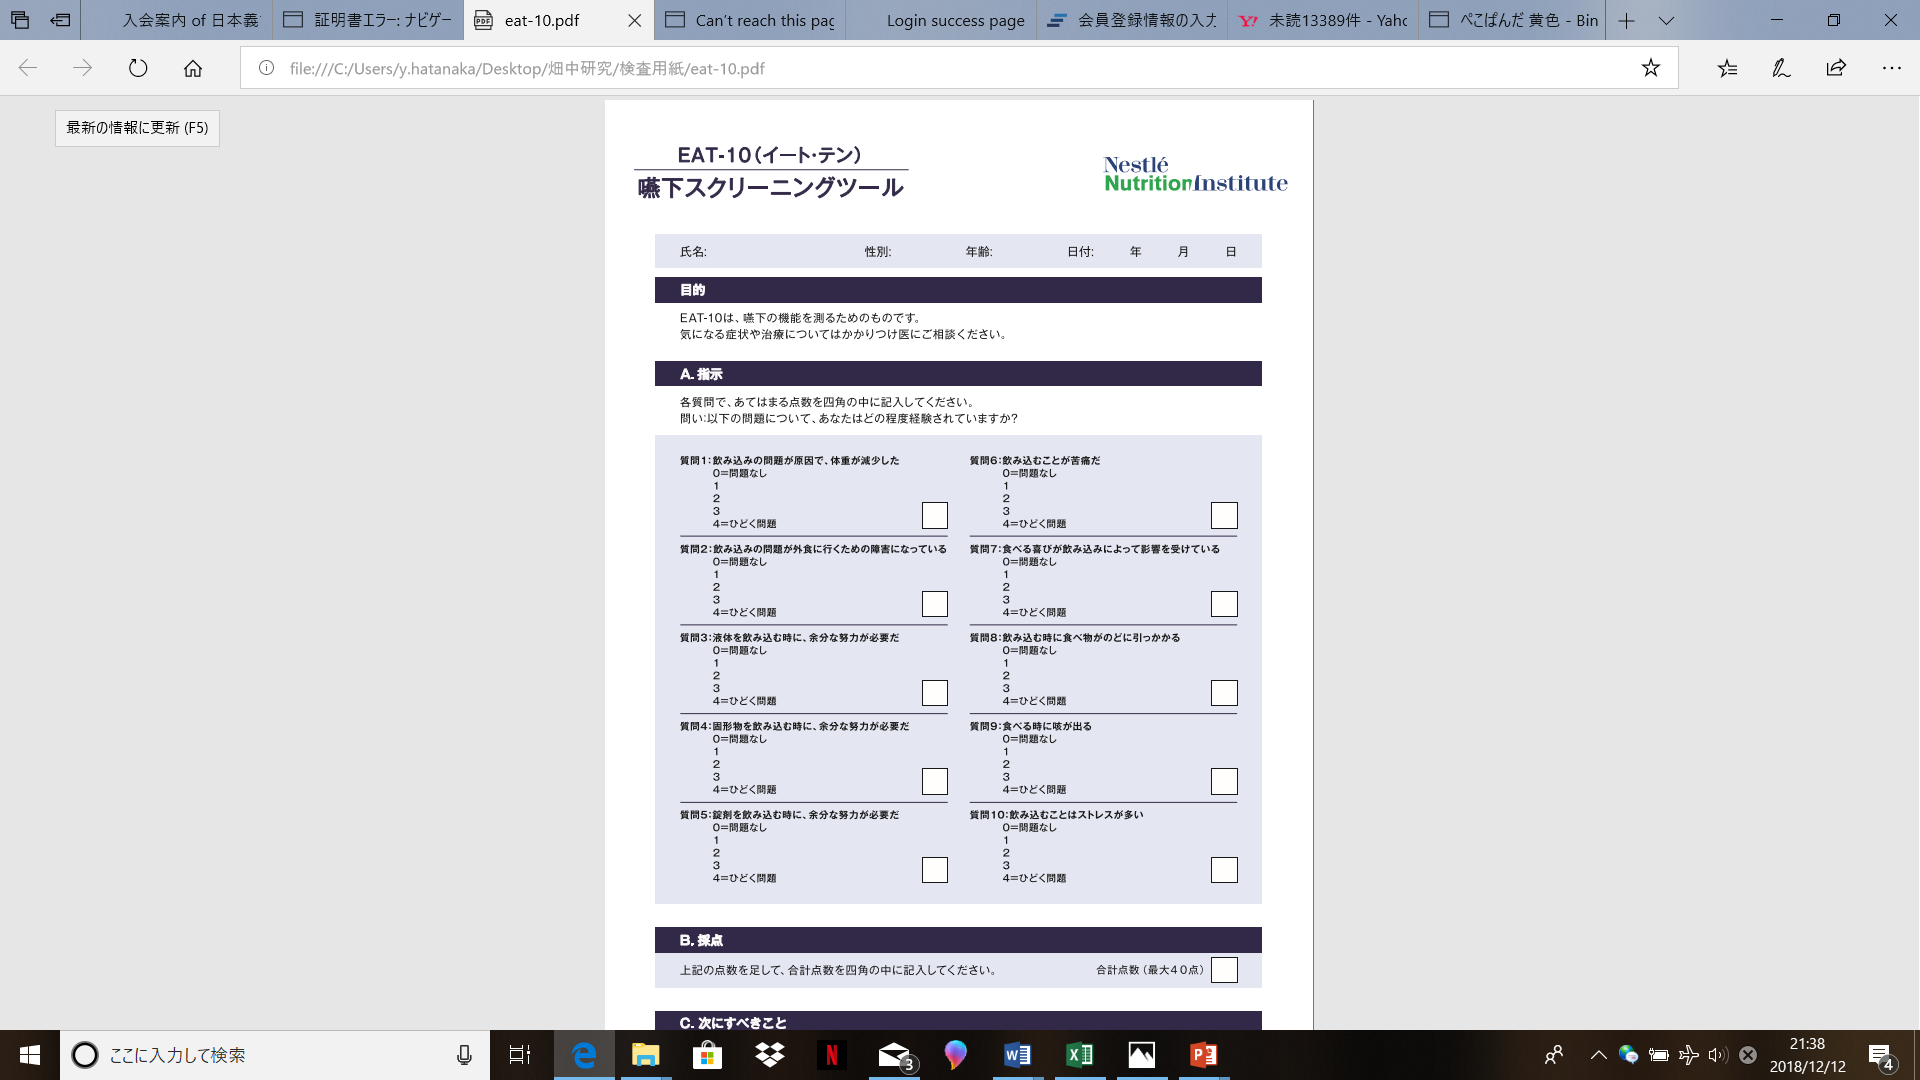 入会案内 of 日本義
証明書エラー: ナビゲー
eat-10.pdf
Can't reach this pag
Login success page
会員登録情報の入力
未読13389件 - Yahc
ぺこぱんだ 黄色 - Bin
file:///C:/Users/y.hatanaka/Desktop/畑中研究/検査用紙/eat-10.pdf
最新の情報に更新 (F5)
EAT-10(イート・テン)
嚥下スクリーニングツール
Nestlé
NutritionInstitute
氏名: 性別: 年齢: 日付: 年 月 日
目的
EAT-10は、嚥下の機能を測るためのものです。
気になる症状や治療についてはかかりつけ医にご相談ください。
A. 指示
各質問で、あてはまる点数を四角の中に記入してください。
問い:以下の問題について、あなたはどの程度経験されていますか?
質問1:飲み込みの問題が原因で、体重が減少した
0=問題なし
1
2
3
4=ひどく問題
質問2:飲み込みの問題が外食に行くための障害になっている
0=問題なし
1
2
3
4=ひどく問題
質問3:液体を飲み込む時に、余分な努力が必要だ
0=問題なし
1
2
3
4=ひどく問題
質問4:固形物を飲み込む時に、余分な努力が必要だ
0=問題なし
1
2
3
4=ひどく問題
質問5:錠剤を飲み込む時に、余分な努力が必要だ
0=問題なし
1
2
3
4=ひどく問題
質問6:飲み込むことが苦痛だ
0=問題なし
1
2
3
4=ひどく問題
質問7:食べる喜びが飲み込みによって影響を受けている
0=問題なし
1
2
3
4=ひどく問題
質問8:飲み込む時に食べ物がのどに引っかかる
0=問題なし
1
2
3
4=ひどく問題
質問9:食べる時に咳が出る
0=問題なし
1
2
3
4=ひどく問題
質問10:飲み込むことはストレスが多い
0=問題なし
1
2
3
4=ひどく問題
B. 採点
上記の点数を足して、合計点数を四角の中に記入してください。 合計点数(最大40点)
C. 次にすべきこと
ここに入力して検索
3
21:38
2018/12/12
4